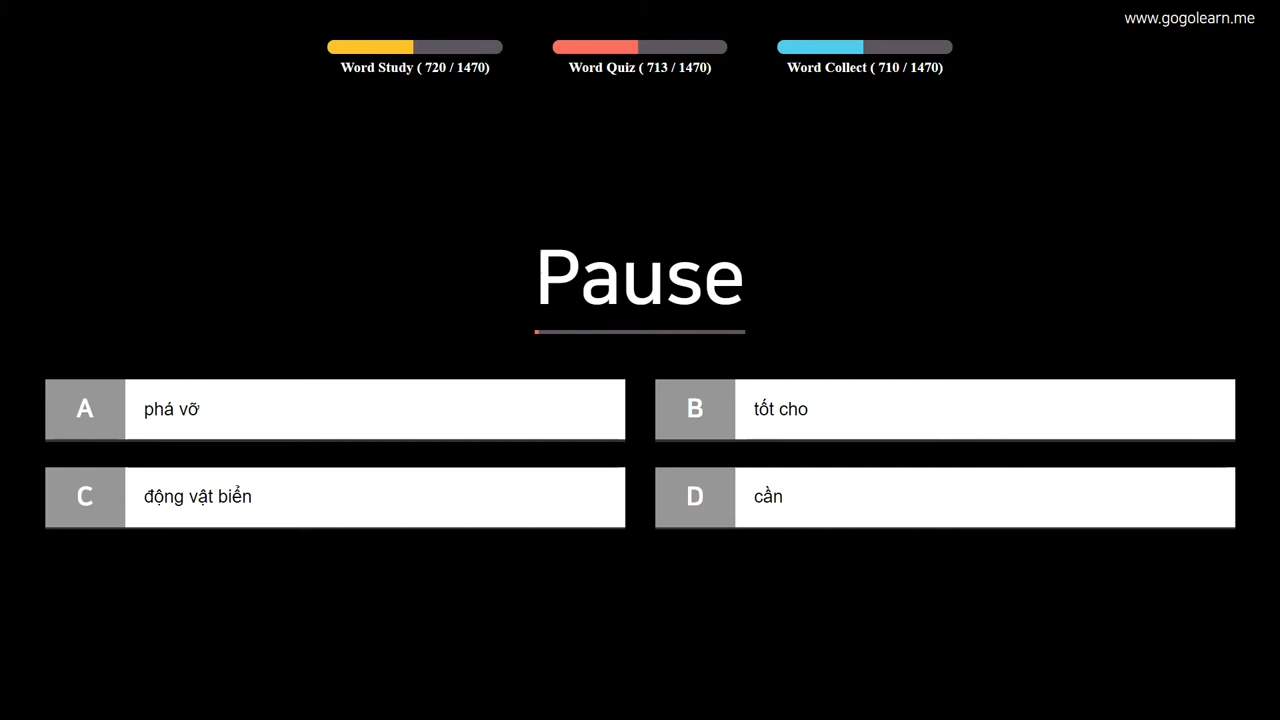 www.gogolearn.me
Word Study ( 720 / 1470)
Word Quiz ( 713 / 1470)
Word Collect ( 710 / 1470)
Pause
A phá vỡ
B tốt cho
C động vật biển
D cần